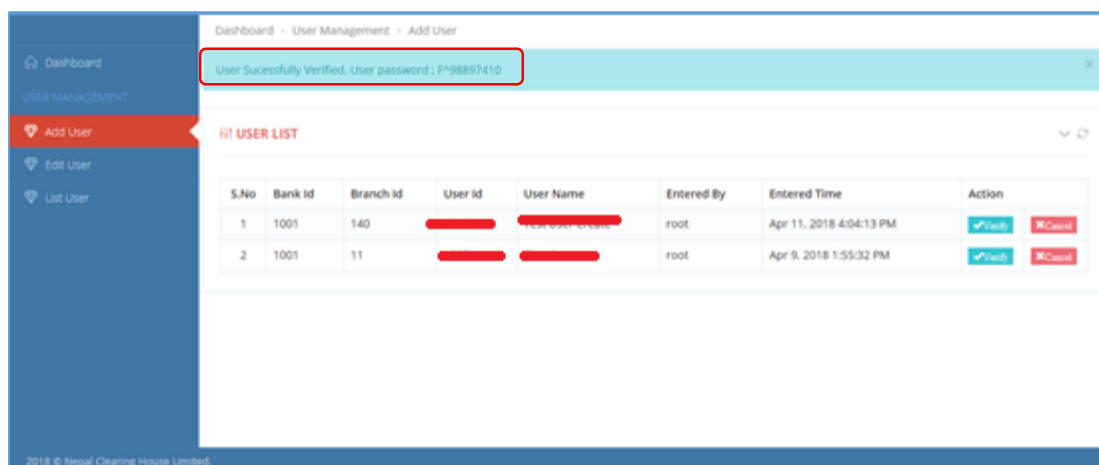 Dashboard - User Management - Add User
Dashboard
User Sucessfully Verified. User password : F^98897410
×
USER MANAGEMENT
Add User
USER LIST
Edit User
List User
S.No Bank Id Branch Id User Id User Name Entered By Entered Time Action
1 1001 140 root Apr 11, 2018 4:04:13 PM Verify Cancel
2 1001 11 root Apr 9, 2018 1:55:32 PM Verify Cancel
2018 © Nepal Clearing House Limited.